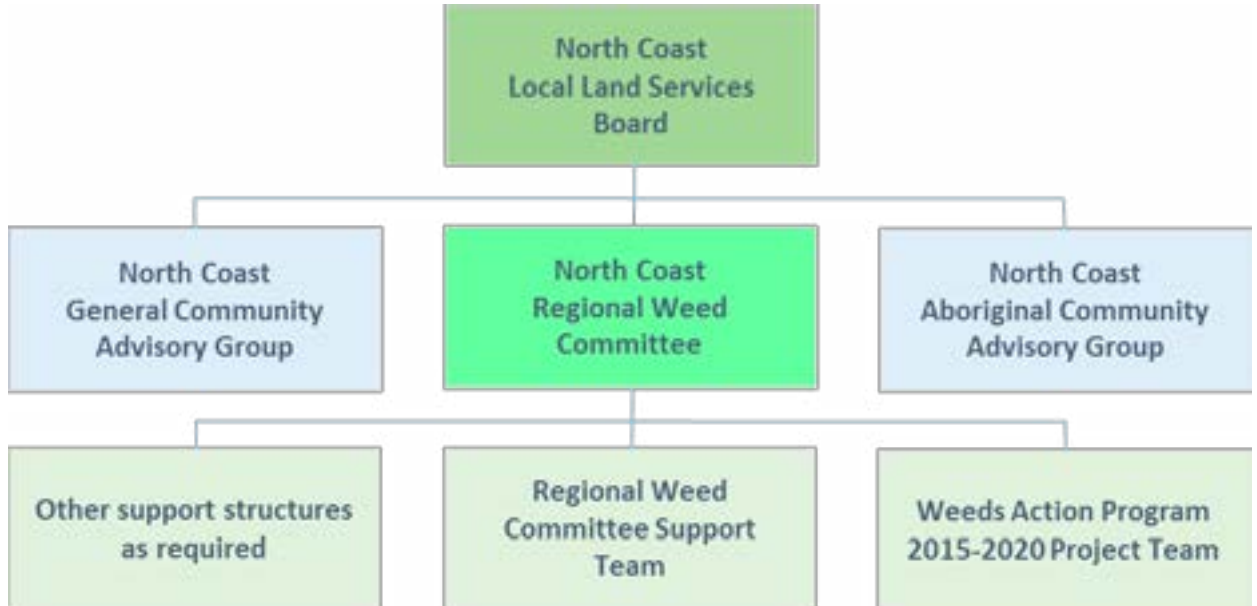 North Coast
Local Land Services
Board
North Coast
General Community
Advisory Group
North Coast
Regional Weed
Committee
North Coast
Aboriginal Community
Advisory Group
Other support structures
as required
Regional Weed
Committee Support
Team
Weeds Action Program
2015-2020 Project Team